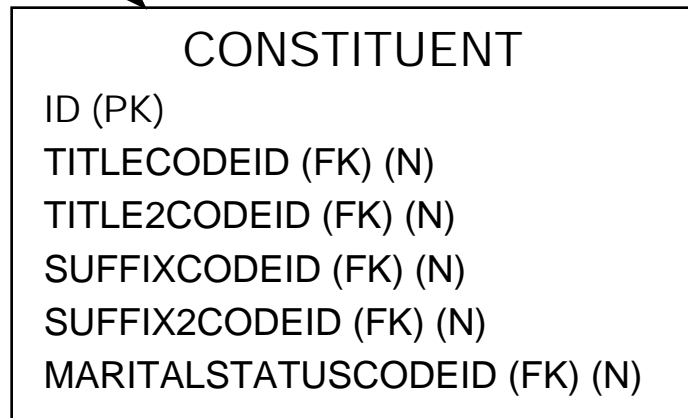 CONSTITUENT
ID (PK)
TITLECODEID (FK) (N)
TITLE2CODEID (FK) (N)
SUFFIXCODEID (FK) (N)
SUFFIX2CODEID (FK) (N)
MARITALSTATUSCODEID (FK) (N)